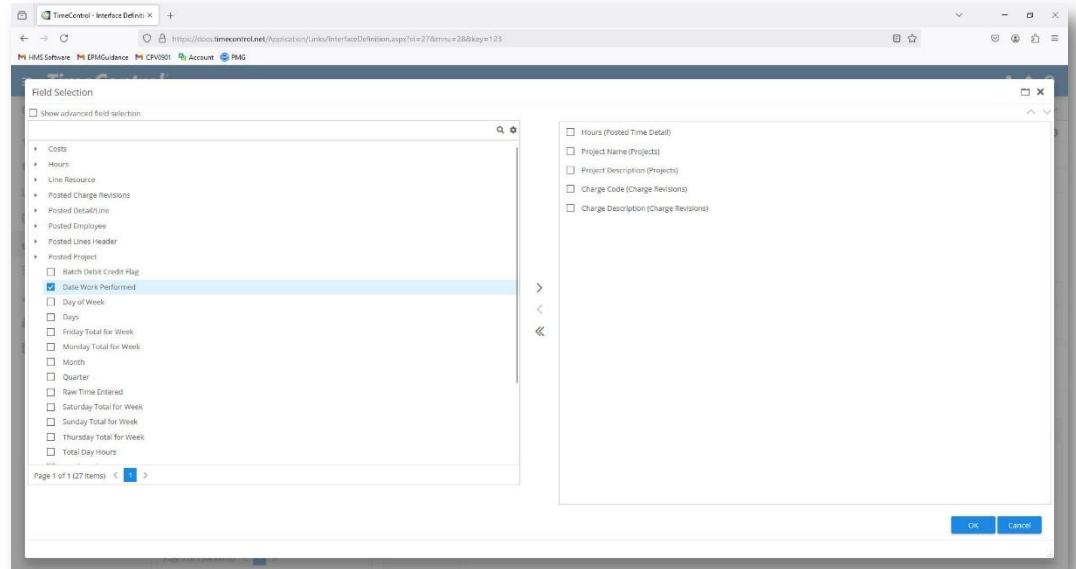 TimeControl - Interface Definiti
https://docs.timecontrol.net/Application/Links/InterfaceDefinition.aspx?st=27&mnu=28&key=123
HMS Software
EPMGuidance
CPV0901
Account
PMG
Field Selection
Show advanced field selection
Costs
Hours
Line Resource
Posted Charge Revisions
Posted Detail/Line
Posted Employee
Posted Lines Header
Posted Project
Batch Debit Credit Flag
Date Work Performed
Day of Week
Days
Friday Total for Week
Monday Total for Week
Month
Quarter
Raw Time Entered
Saturday Total for Week
Sunday Total for Week
Thursday Total for Week
Total Day Hours
Page 1 of 1 (27 items) 1
Hours (Posted Time Detail)
Project Name (Projects)
Project Description (Projects)
Charge Code (Charge Revisions)
Charge Description (Charge Revisions)
OK
Cancel